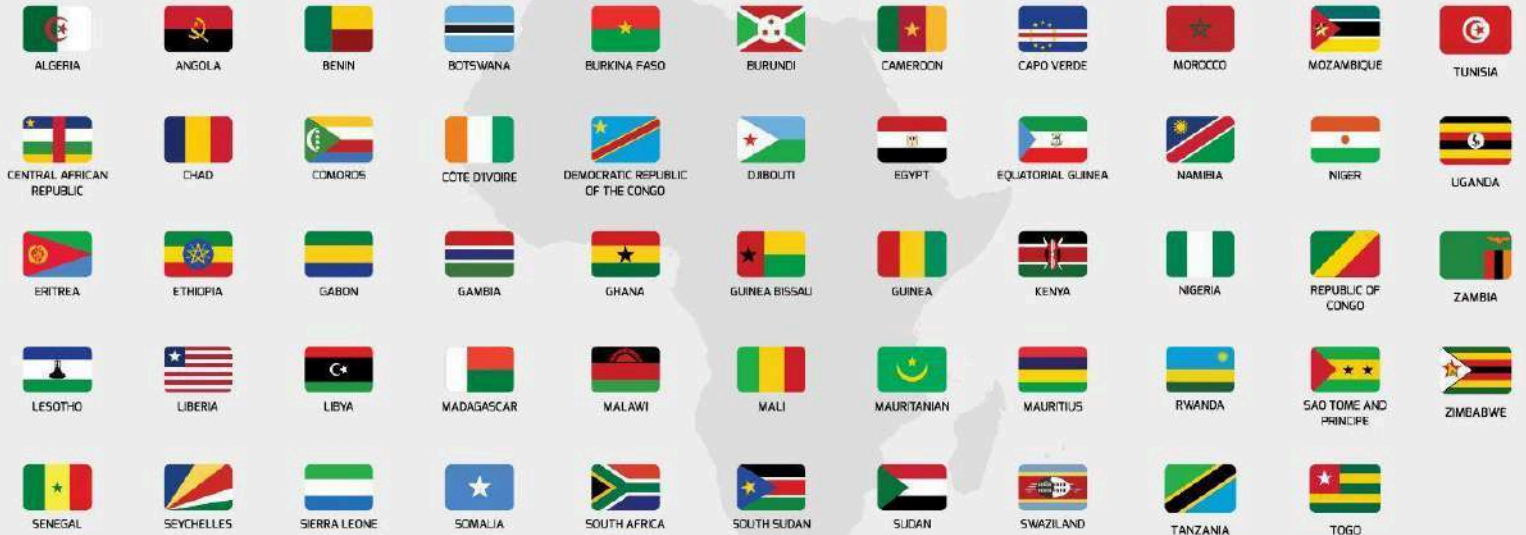 ALGERIA
ANGOLA
BENIN
BOTSWANA
BURKINA FASO
BURUNDI
CAMEROON
CAPO VERDE
MOROCCO
MOZAMBIQUE
TUNISIA
CENTRAL AFRICAN
REPUBLIC
CHAD
COMOROS
CÔTE D'IVOIRE
DEMOCRATIC REPUBLIC
OF THE CONGO
DJIBOUTI
EGYPT
EQUATORIAL GUINEA
NAMIBIA
NIGER
UGANDA
ERITREA
ETHIOPIA
GABON
GAMBIA
GHANA
GUINEA BISSAU
GUINEA
KENYA
NIGERIA
REPUBLIC OF
CONGO
ZAMBIA
LESOTHO
LIBERIA
LIBYA
MADAGASCAR
MALAWI
MALI
MAURITANIAN
MAURITIUS
RWANDA
SAO TOME AND
PRINCIPE
ZIMBABWE
SENEGAL
SEYCHELLES
SIERRA LEONE
SOMALIA
SOUTH AFRICA
SOUTH SUDAN
SUDAN
SWAZILAND
TANZANIA
TOGO